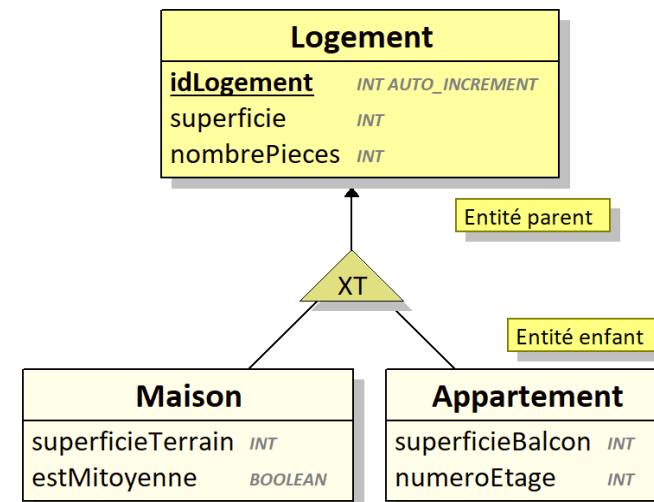 Logement
idLogement INT AUTO_INCREMENT
superficie INT
nombrePieces INT
Entité parent
XT
Entité enfant
Maison
superficieTerrain INT
estMitoyenne BOOLEAN
Appartement
superficieBalcon INT
numeroEtage INT